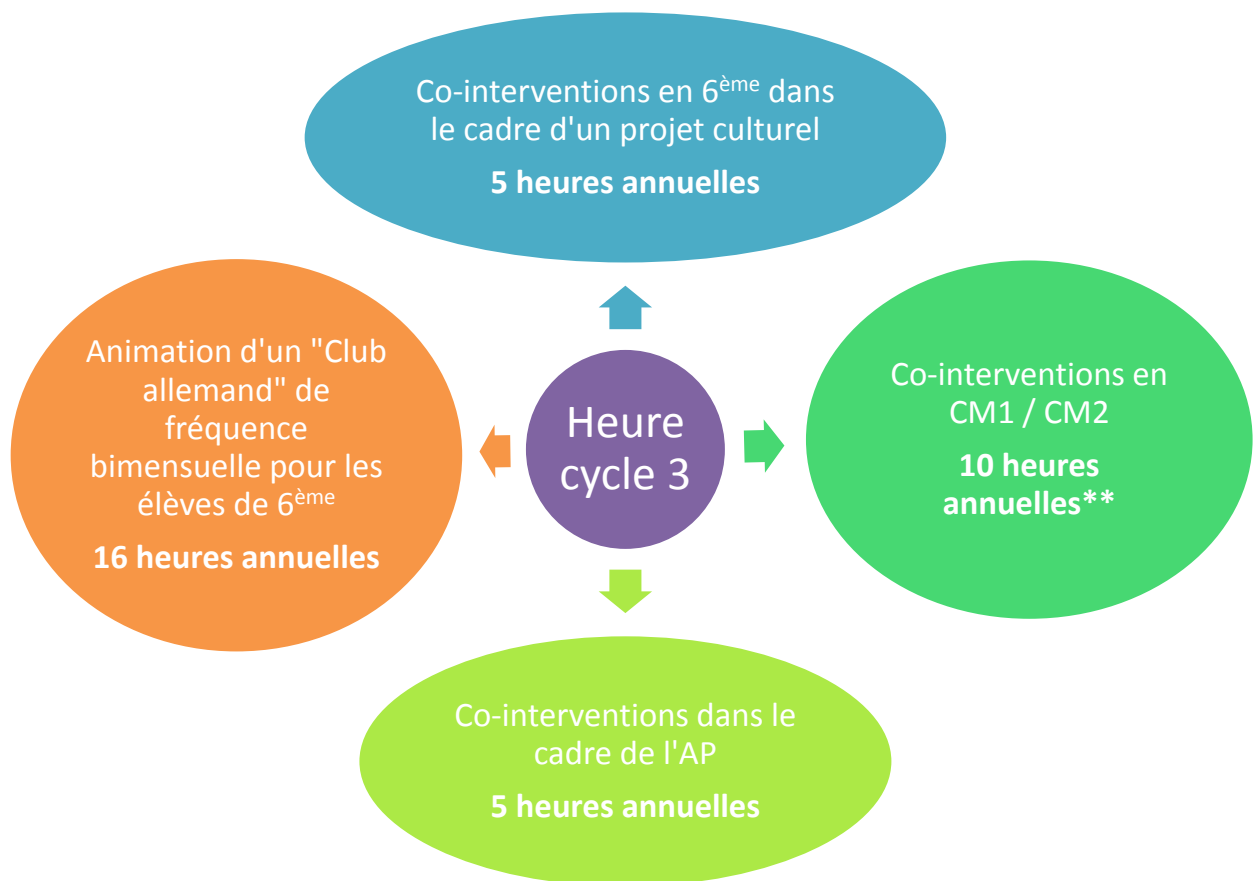 Co-interventions en 6ème dans
le cadre d'un projet culturel
5 heures annuelles
Animation d'un "Club
allemand" de
fréquence
bimensuelle pour les
élèves de 6ème
16 heures annuelles
Heure
cycle 3
Co-interventions en
CM1 / CM2
10 heures
annuelles**
Co-interventions dans le
cadre de l'AP
5 heures annuelles